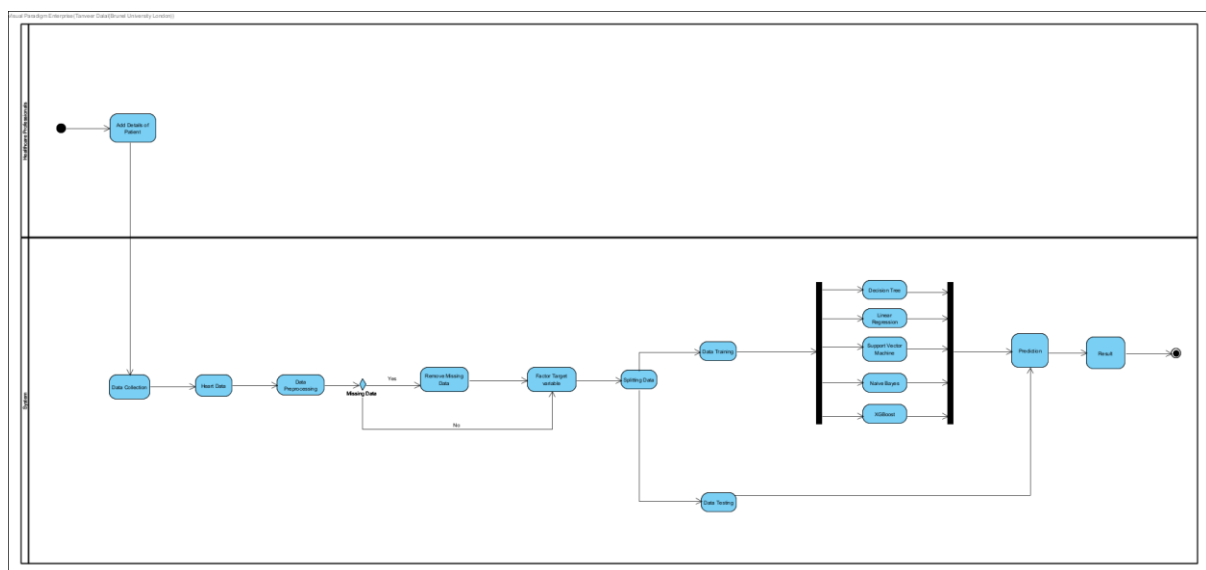 Visual Paradigm Enterprise(Tanveer Dalal(Brunel University London))
Healthcare Professionals
Add Details of
Patient
System
Data Collection
Heart Data
Data
Preprocessing
Missing Data
Yes
No
Remove Missing
Data
Factor Target
variable
Splitting Data
Data Training
Data Testing
Decision Tree
Linear
Regression
Support Vector
Machine
Naive Bayes
XGBoost
Prediction
Result